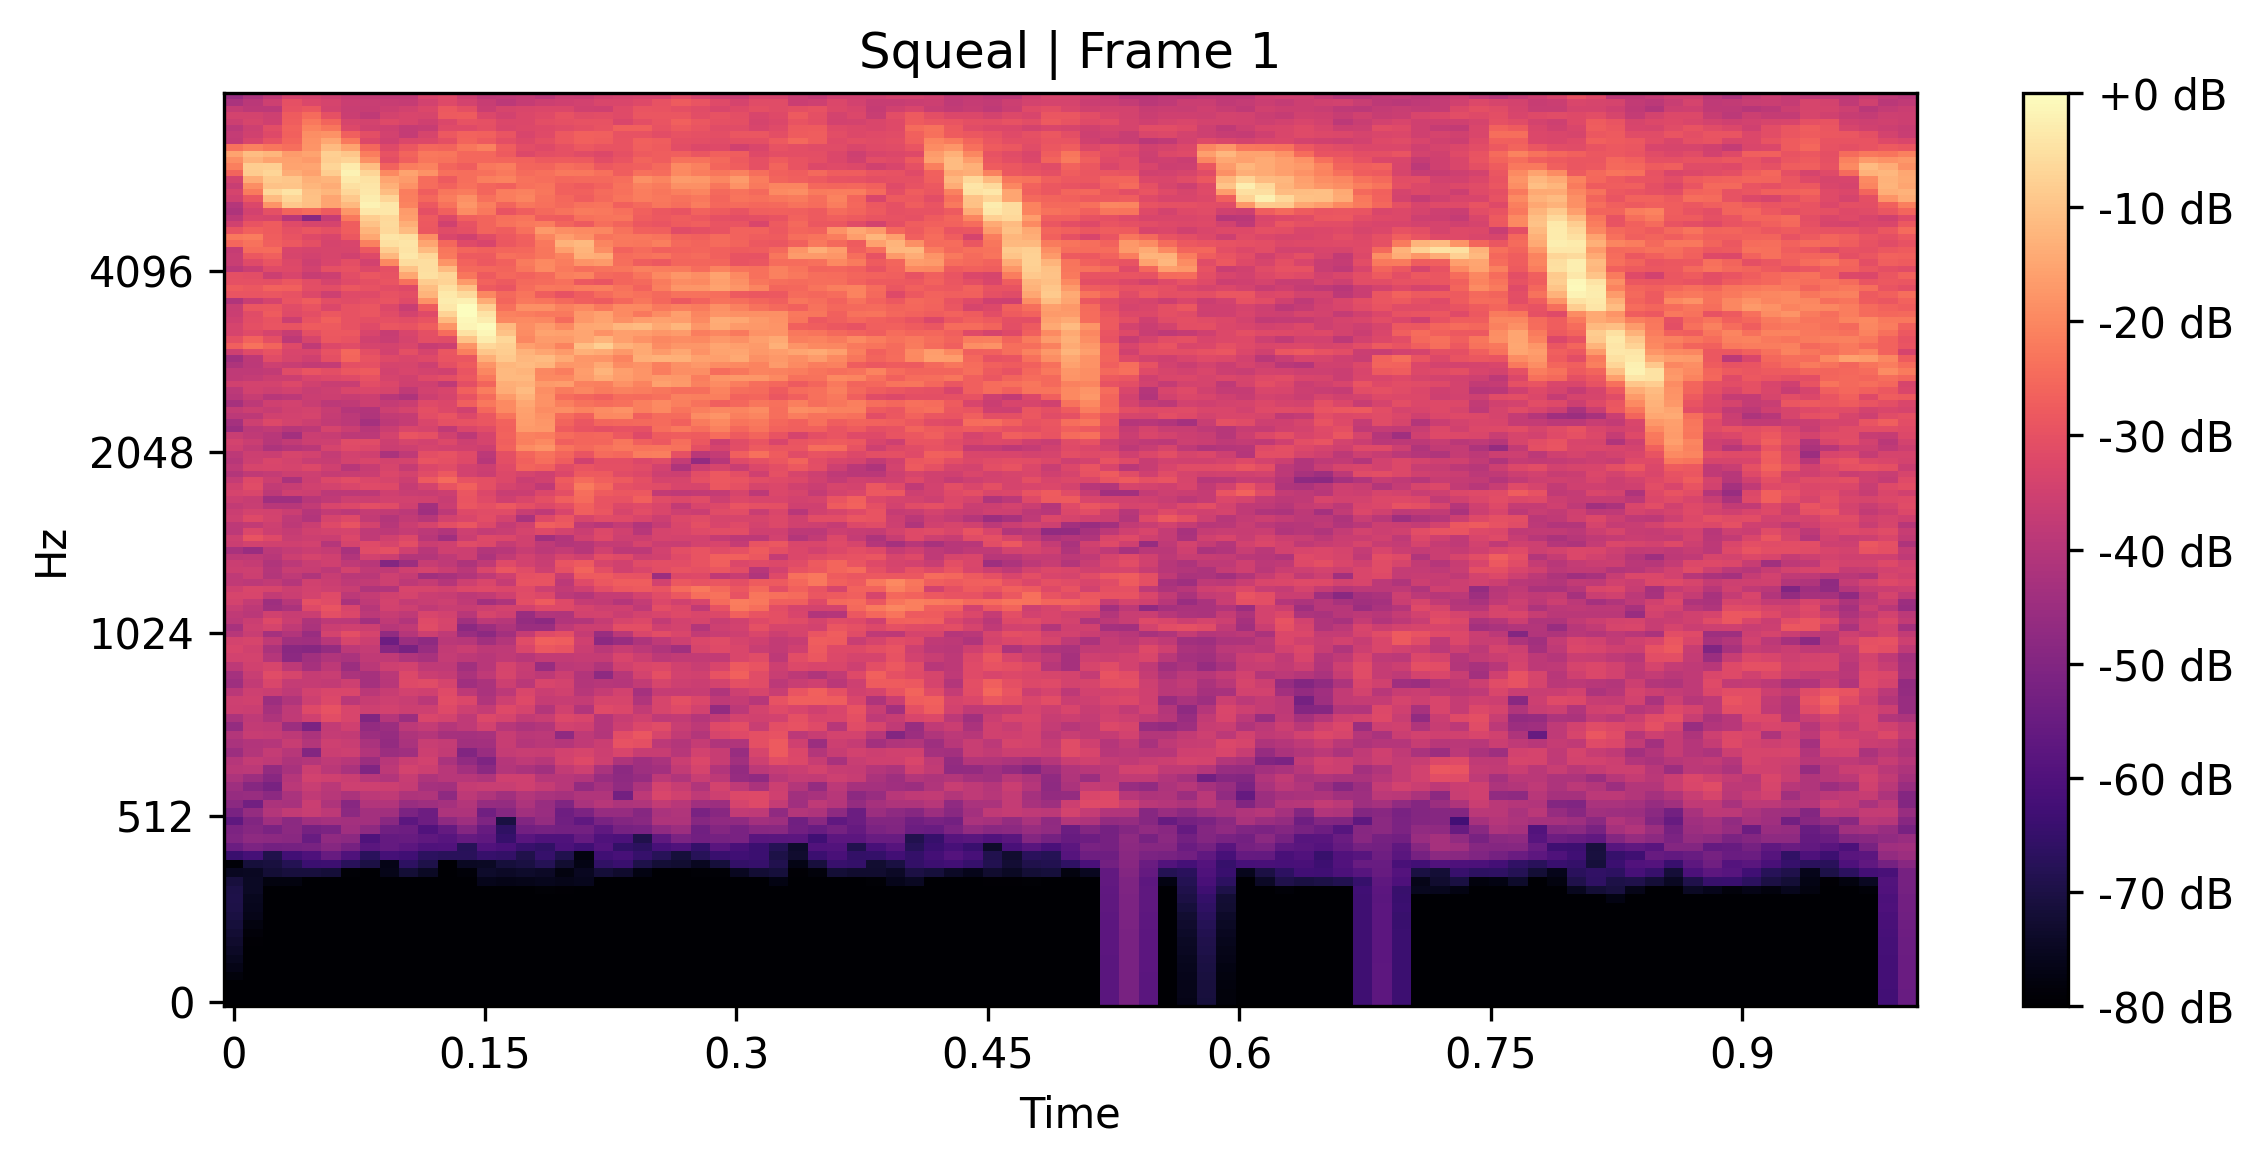 Squeal | Frame 1
Hz
4096
2048
1024
512
0
0 0.15 0.3 0.45 0.6 0.75 0.9
Time
+0 dB
-10 dB
-20 dB
-30 dB
-40 dB
-50 dB
-60 dB
-70 dB
-80 dB